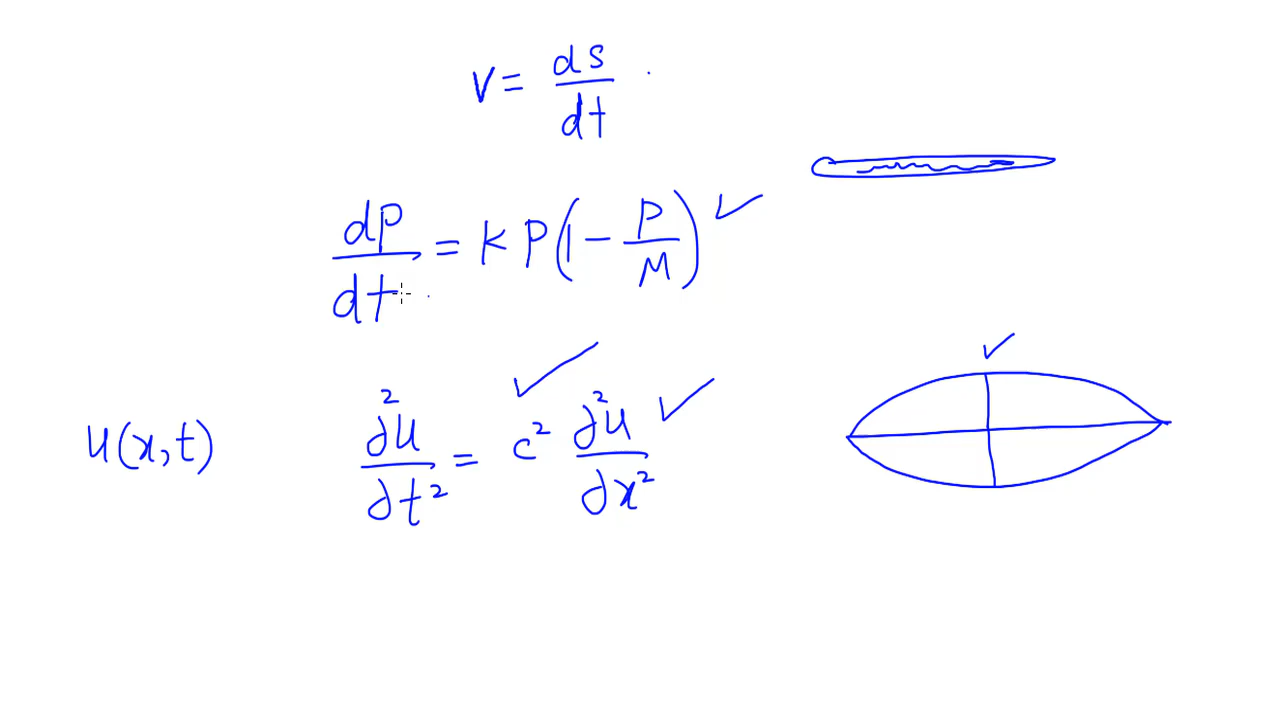 v = ds/dt
dP/dt = kP(1 - P/M) ✓
u(x,t) ∂²u/∂t² = c² ∂²u/∂x²